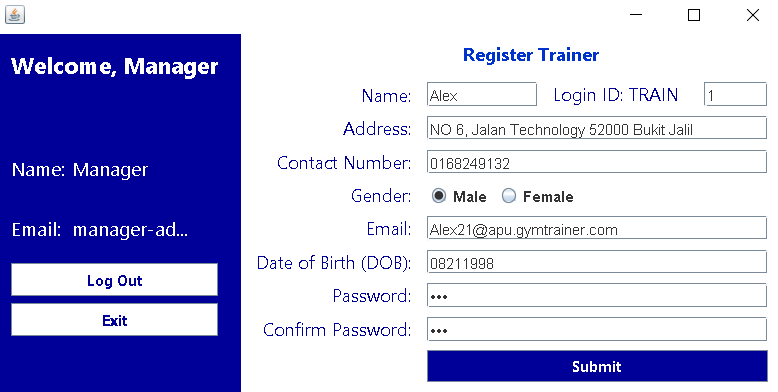 Welcome, Manager
Name: Manager
Email: manager-ad...
Log Out
Exit
Register Trainer
Name: Alex Login ID: TRAIN 1
Address: NO 6, Jalan Technology 52000 Bukit Jalil
Contact Number: 0168249132
Gender: Male Female
Email: Alex21@apu.gymtrainer.com
Date of Birth (DOB): 08211998
Password: •••
Confirm Password: •••
Submit